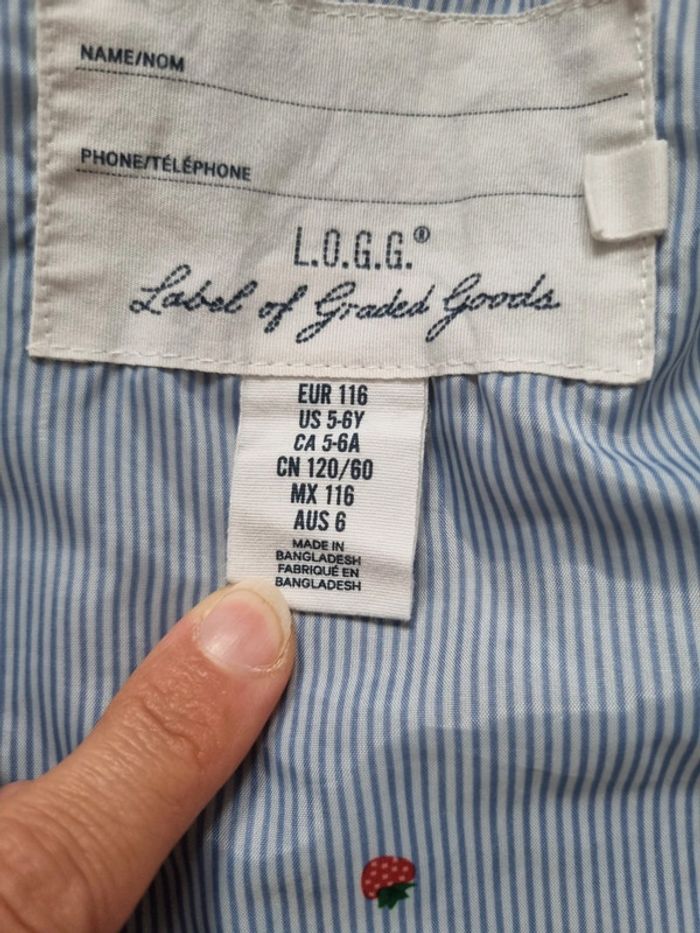 NAME/NOM
PHONE/TÉLÉPHONE
L.O.G.G.®
Label of Graded Goods
EUR 116
US 5-6Y
CA 5-6A
CN 120/60
MX 116
AUS 6
MADE IN
BANGLADESH
FABRIQUÉ EN
BANGLADESH